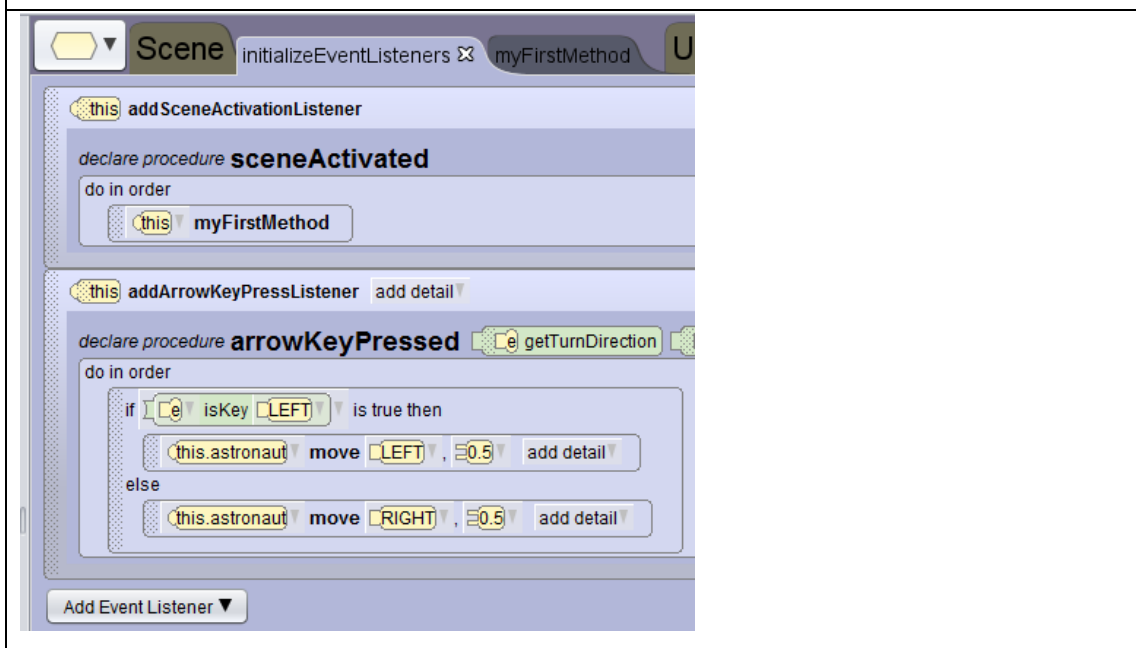 Scene initializeEventListeners myFirstMethod U
this addSceneActivationListener
declare procedure sceneActivated
do in order
this myFirstMethod
this addArrowKeyPressListener add detail
declare procedure arrowKeyPressed e getTurnDirection
do in order
if e isKey LEFT is true then
this.astronaut move LEFT , 0.5 add detail
else
this.astronaut move RIGHT , 0.5 add detail
Add Event Listener